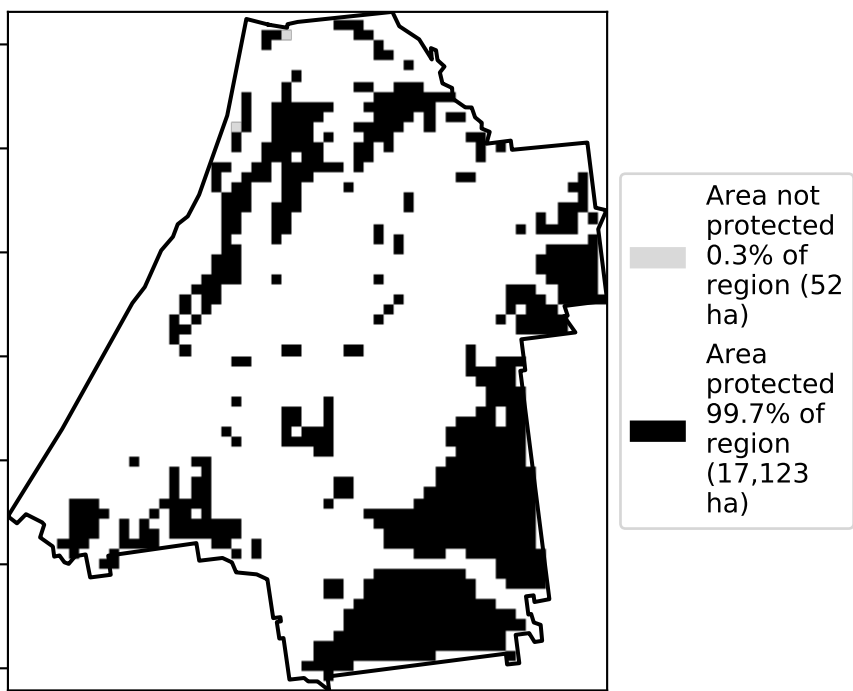 Area not
protected
0.3% of
region (52
ha)
Area
protected
99.7% of
region
(17,123
ha)